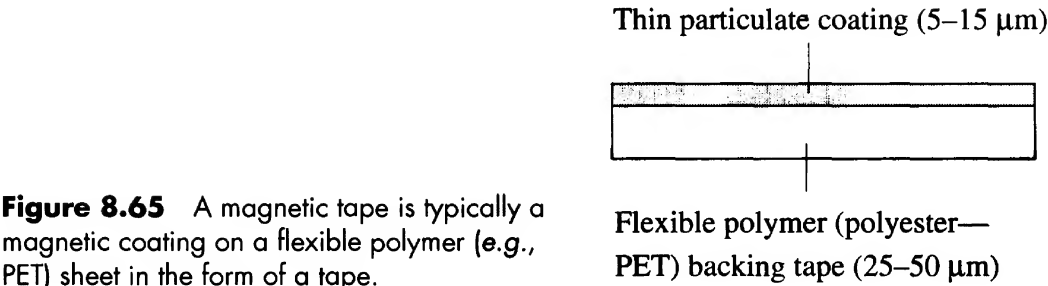 Thin particulate coating (5–15 μm)
Flexible polymer (polyester—
PET) backing tape (25–50 μm)
Figure 8.65 A magnetic tape is typically a
magnetic coating on a flexible polymer (e.g.,
PET) sheet in the form of a tape.